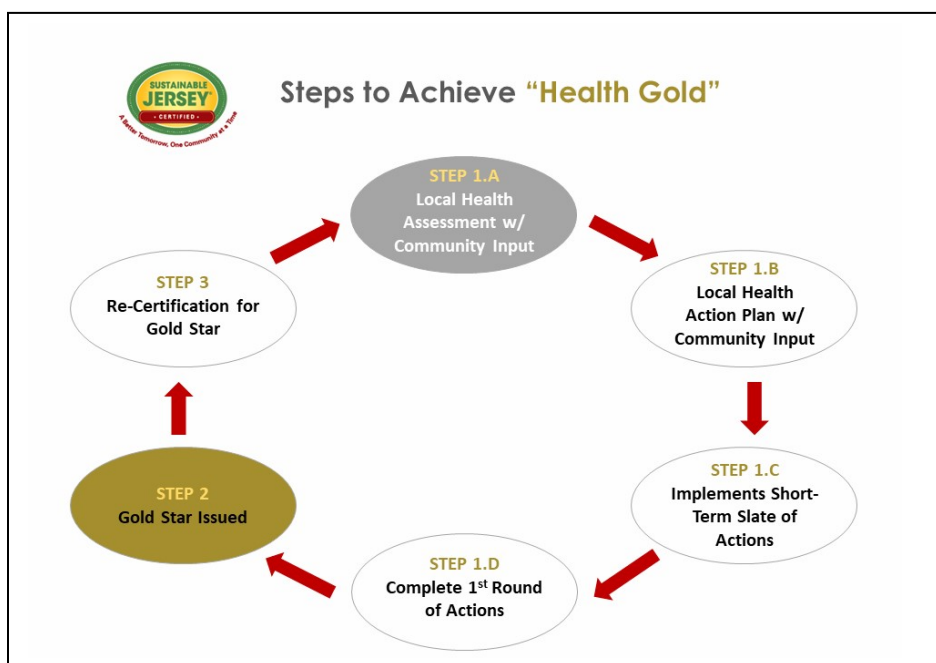 SUSTAINABLE
JERSEY
• CERTIFIED •
A Better Tomorrow, One Community at a Time
Steps to Achieve “Health Gold”
STEP 1.A
Local Health
Assessment w/
Community Input
STEP 1.B
Local Health
Action Plan w/
Community Input
STEP 1.C
Implements Short-
Term Slate of
Actions
STEP 1.D
Complete 1st Round
of Actions
STEP 2
Gold Star Issued
STEP 3
Re-Certification for
Gold Star